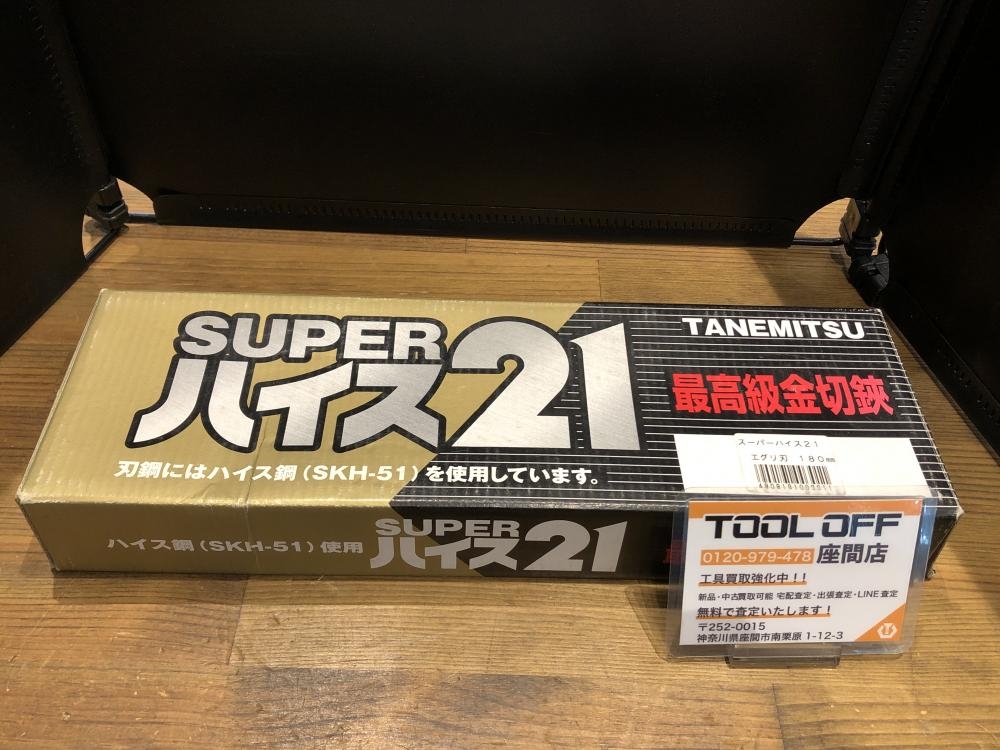 SUPER
ハイス21
刃鋼にはハイス鋼(SKH-51)を使用しています。
TANEMITSU
最高級金切鋏
スーパーハイス21
エグリ刃 180mm
ハイス鋼(SKH-51)使用
SUPER
ハイス21
TOOL OFF
0120-979-478 座間店
工具買取強化中!!
新品・中古買取可能 宅配査定・出張査定・LINE査定
無料で査定いたします!
〒252-0015
神奈川県座間市南栗原 1-12-3